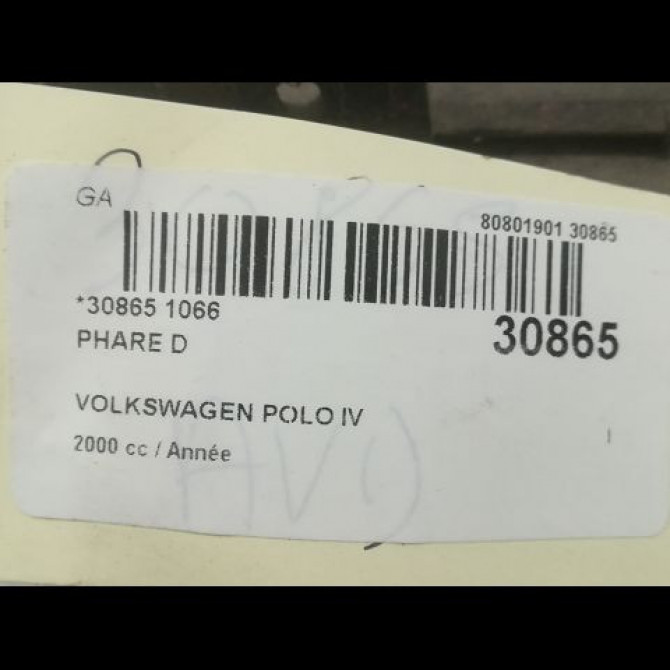 GA
80801901 30865
*30865 1066
30865
PHARE D
VOLKSWAGEN POLO IV
2000 cc / Année